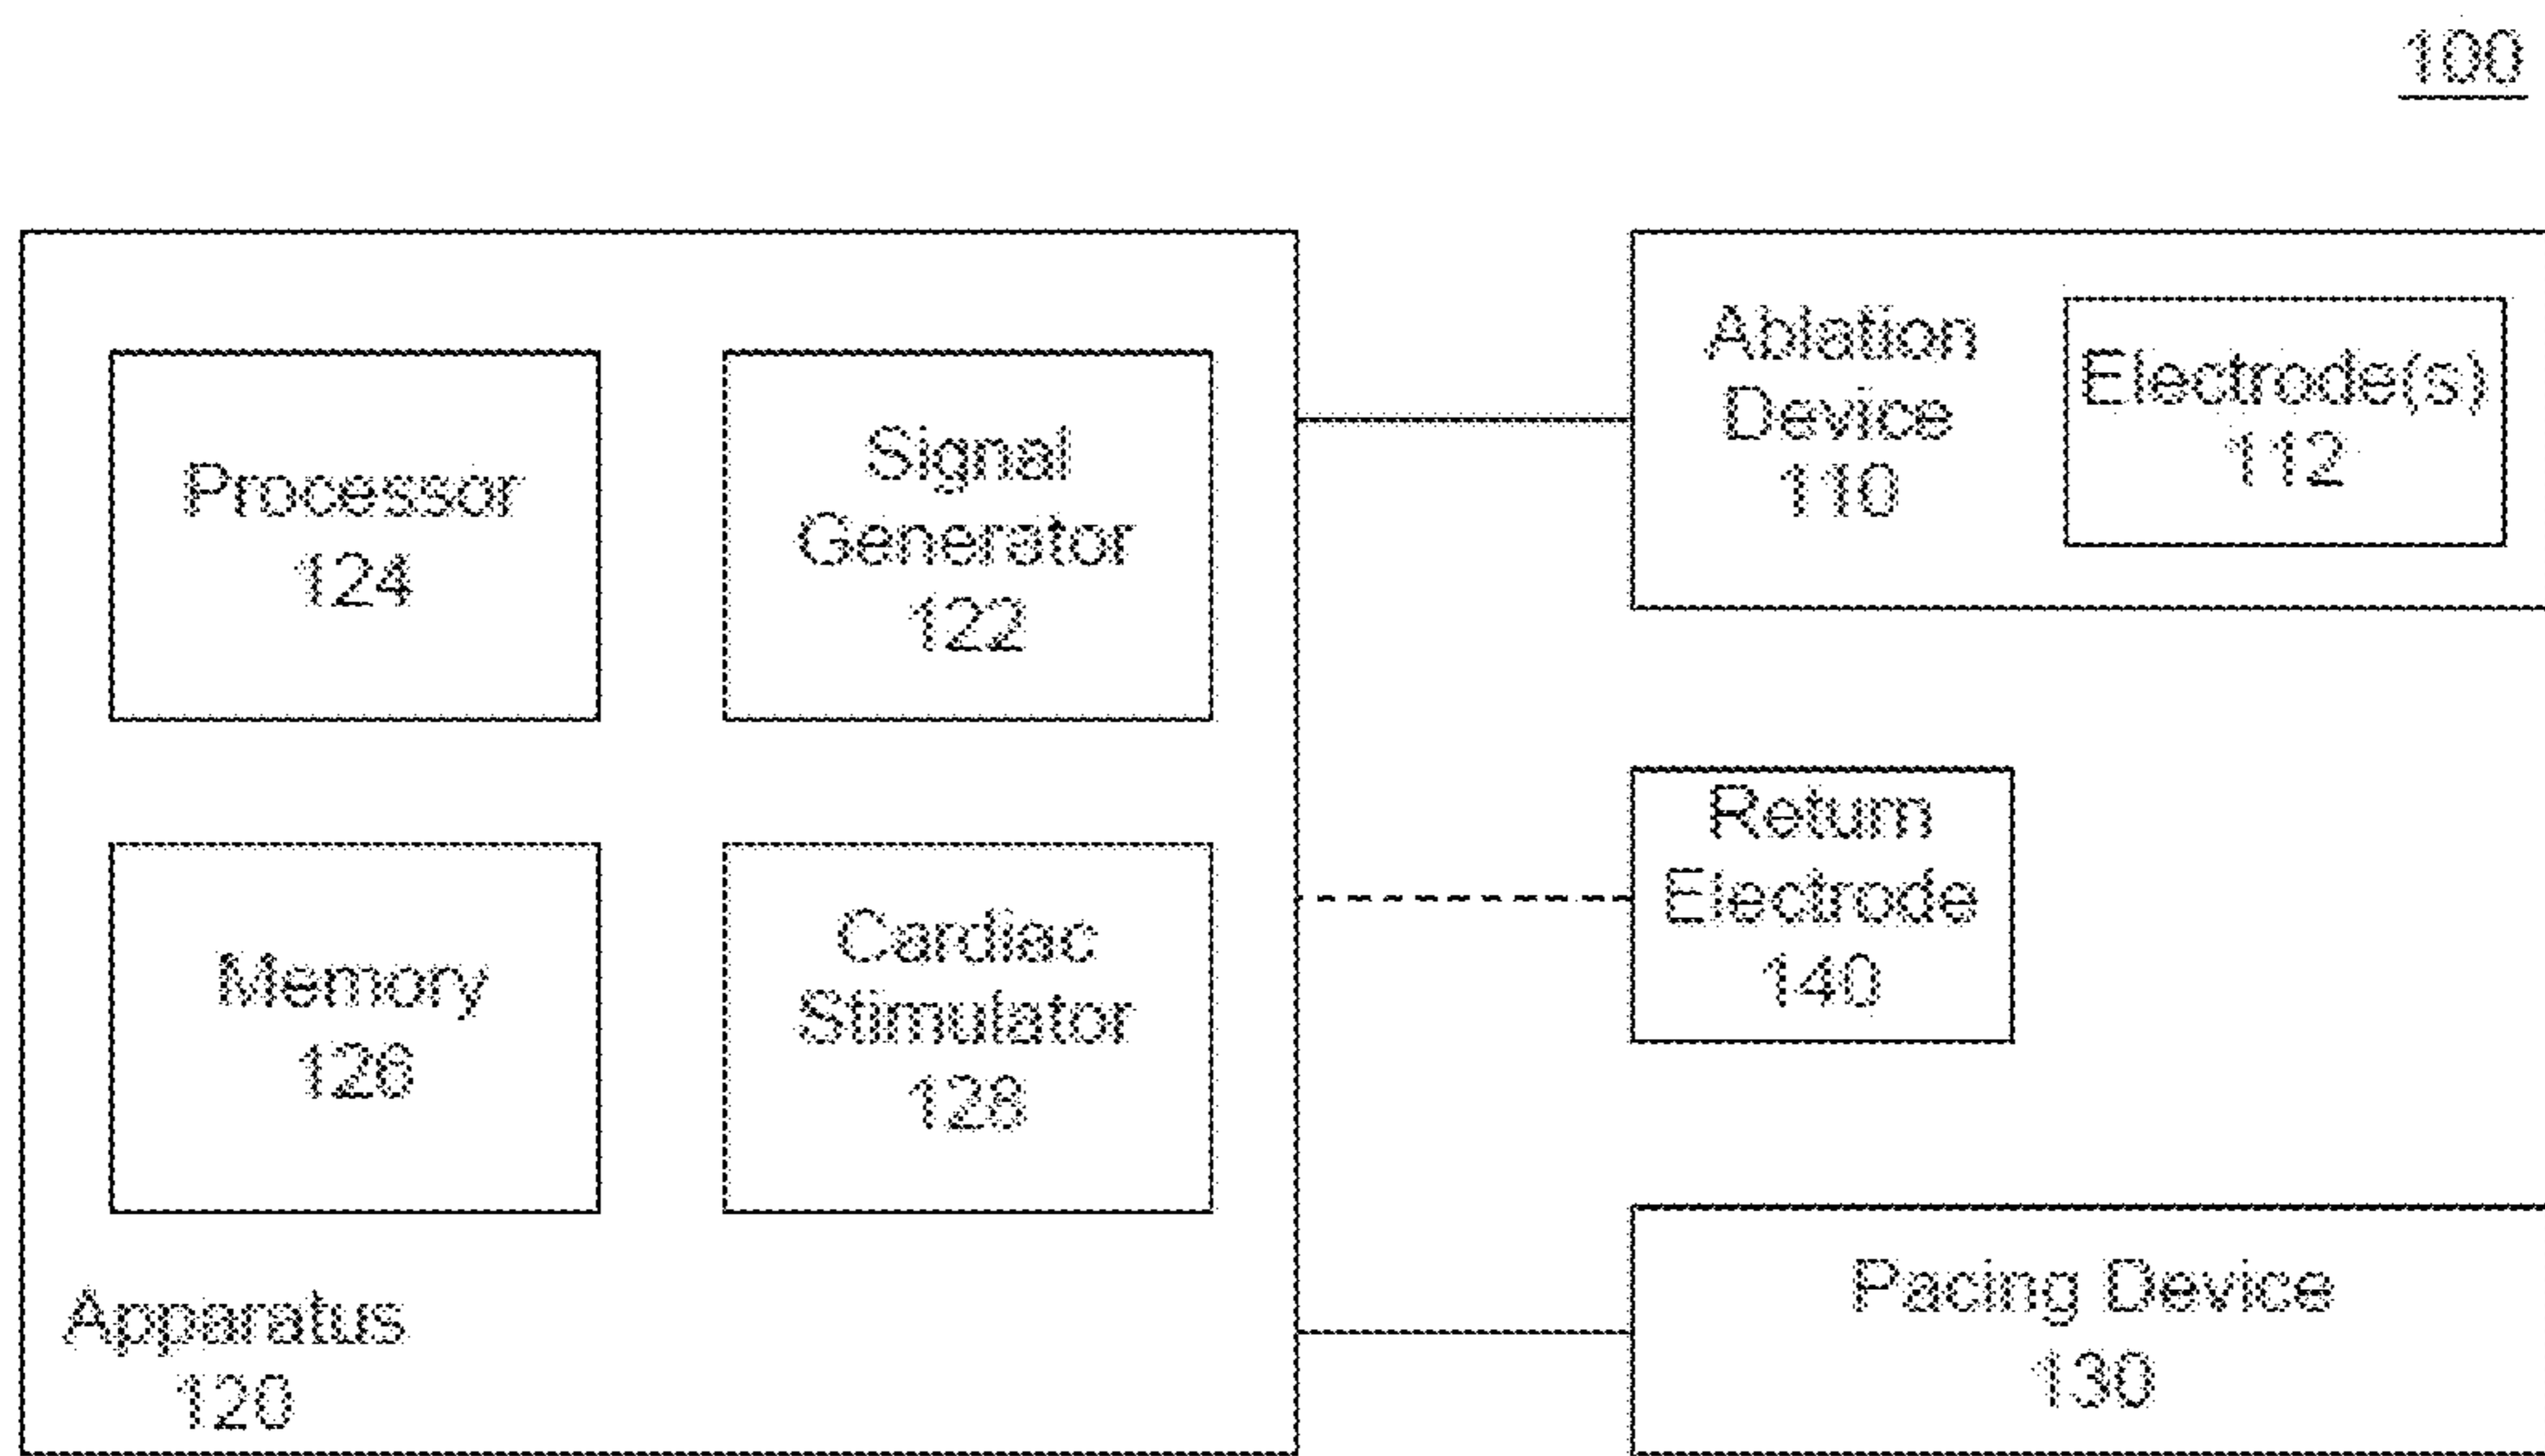 100
Processor
124
Signal
Generator
122
Memory
126
Cardiac
Stimulator
128
Apparatus
120
Ablation
Device
110
Electrode(s)
112
Return
Electrode
140
Pacing Device
130